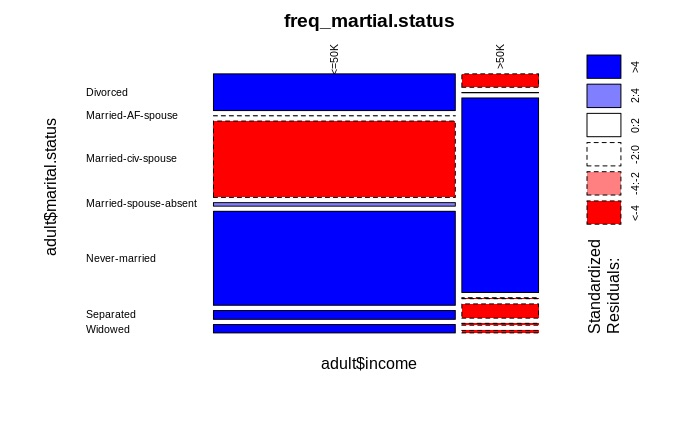 freq_martial.status
<=50K
>50K
Divorced
Married-AF-spouse
Married-civ-spouse
Married-spouse-absent
Never-married
Separated
Widowed
adult$marital.status
adult$income
>4
2:4
0:2
-2:0
-4:-2
<-4
Standardized
Residuals: